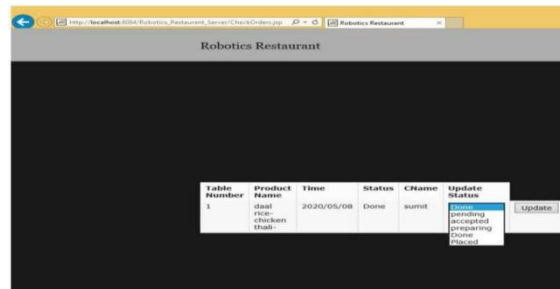 http://localhost:8084/Robotics_Restaurant_Server/CheckOrders.jsp
Robotics Restaurant
Robotics Restaurant
Table Number Product Name Time Status CName Update Status
1 daal rice-chicken thali- 2020/05/08 Done sumit Done Update
pending
accepted
preparing
Done
Placed